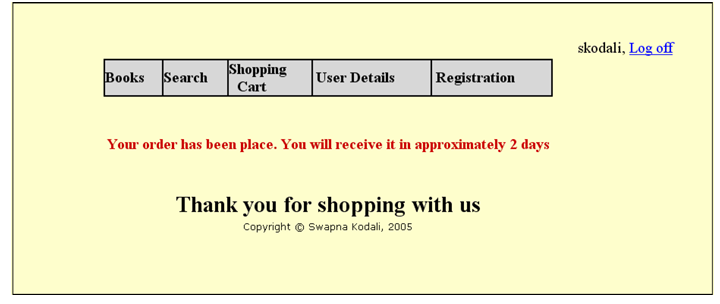 skodali, Log off
Books Search Shopping Cart User Details Registration
Your order has been place. You will receive it in approximately 2 days
Thank you for shopping with us
Copyright © Swapna Kodali, 2005